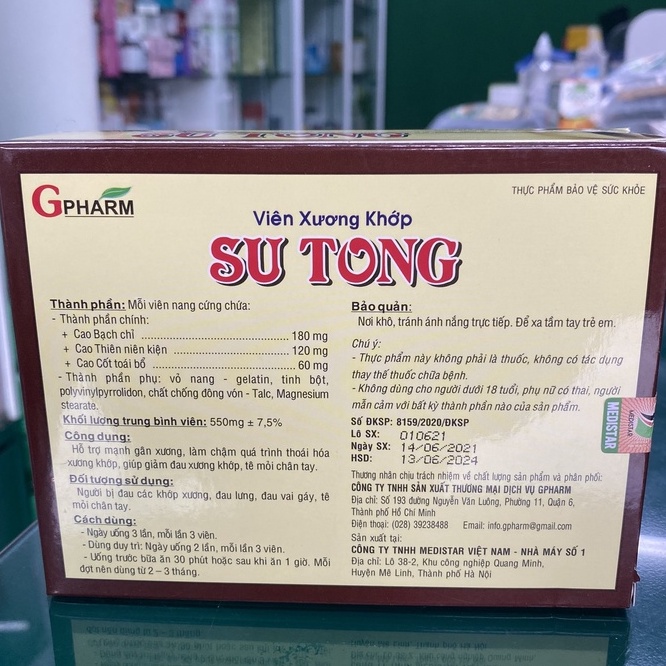 GPHARM
THỰC PHẨM BẢO VỆ SỨC KHỎE
Viên Xương Khớp
SU TONG
Thành phần: Mỗi viên nang cứng chứa:
- Thành phần chính:
+ Cao Bạch chỉ 180 mg
+ Cao Thiên niên kiện 120 mg
+ Cao Cốt toái bổ 60 mg
- Thành phần phụ: vỏ nang - gelatin, tinh bột,
polyvinylpyrrolidon, chất chống đông vón - Talc, Magnesium
stearate.
Khối lượng trung bình viên: 550mg ± 7,5%
Công dụng:
Hỗ trợ mạnh gân xương, làm chậm quá trình thoái hóa
xương khớp, giúp giảm đau xương khớp, tê mỏi chân tay.
Đối tượng sử dụng:
Người bị đau các khớp xương, đau lưng, đau vai gáy, tê
mỏi chân tay.
Cách dùng:
- Ngày uống 3 lần, mỗi lần 3 viên.
- Dùng duy trì: Ngày uống 2 lần, mỗi lần 3 viên.
- Uống trước bữa ăn 30 phút hoặc sau khi ăn 1 giờ. Mỗi
đợt nên dùng từ 2 – 3 tháng.
Bảo quản:
Nơi khô, tránh ánh nắng trực tiếp. Để xa tầm tay trẻ em.
Chú ý:
- Thực phẩm này không phải là thuốc, không có tác dụng
thay thế thuốc chữa bệnh.
- Không dùng cho người dưới 18 tuổi, phụ nữ có thai, người
mẫn cảm với bất kỳ thành phần nào của sản phẩm.
Số ĐKSP: 8159/2020/ĐKSP
Lô SX: 010621
Ngày SX: 14/06/2021
HSD: 13/06/2024
Thương nhân chịu trách nhiệm về chất lượng sản phẩm và phân phối:
CÔNG TY TNHH SẢN XUẤT THƯƠNG MẠI DỊCH VỤ GPHARM
Địa chỉ: Số 193 đường Nguyễn Văn Luông, Phường 11, Quận 6,
Thành phố Hồ Chí Minh
Điện thoại: (028) 39238488 Email: info.gpharm@gmail.com
Sản xuất tại:
CÔNG TY TNHH MEDISTAR VIỆT NAM - NHÀ MÁY SỐ 1
Địa chỉ: Lô 38-2, Khu công nghiệp Quang Minh,
Huyện Mê Linh, Thành phố Hà Nội
MEDISTAR